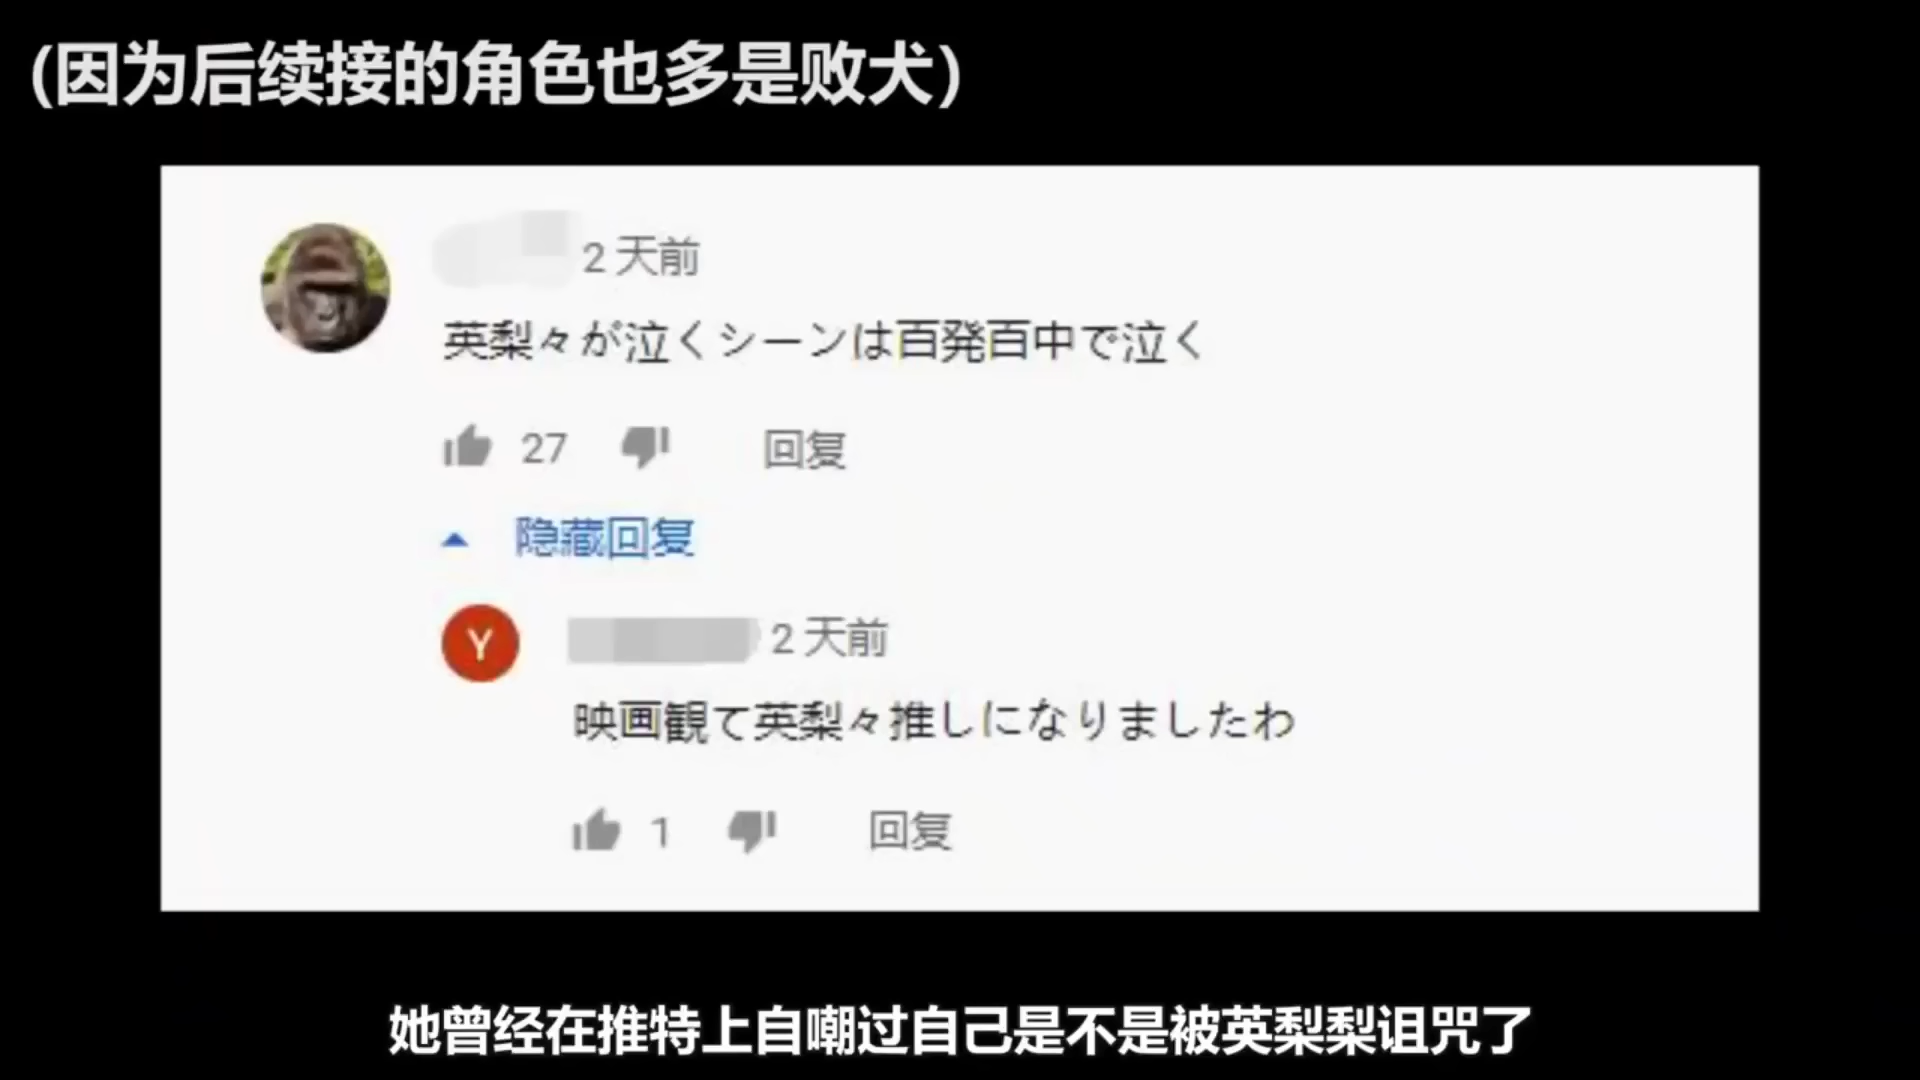 (因为后续接的角色也多是败犬)
2 天前
英梨々が泣くシーンは百発百中で泣く
27 回复
隐藏回复
Y
2 天前
映画観て英梨々推しになりましたわ
1 回复
她曾经在推特上自嘲过自己是不是被英梨梨诅咒了